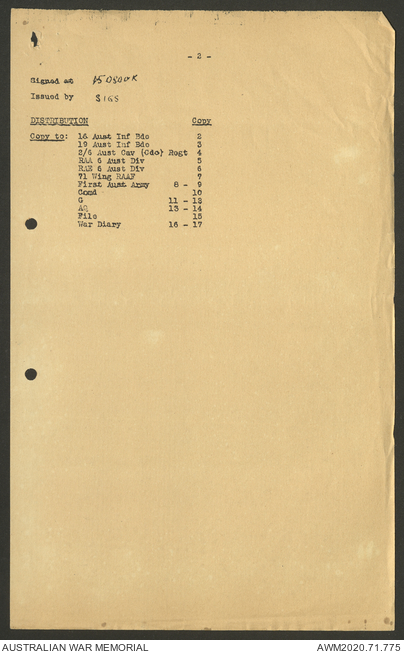 - 2 -
Signed at 150800K
Issued by SIGS
DISTRIBUTION Copy
Copy to: 16 Aust Inf Bde 2
19 Aust Inf Bde 3
2/6 Aust Cav (Cdo) Regt 4
RAA 6 Aust Div 5
RAE 6 Aust Div 6
71 Wing RAAF 7
First Aust Army 8 - 9
Comd 10
G 11 - 12
AQ 13 - 14
File 15
War Diary 16 - 17
AUSTRALIAN WAR MEMORIAL AWM2020.71.775